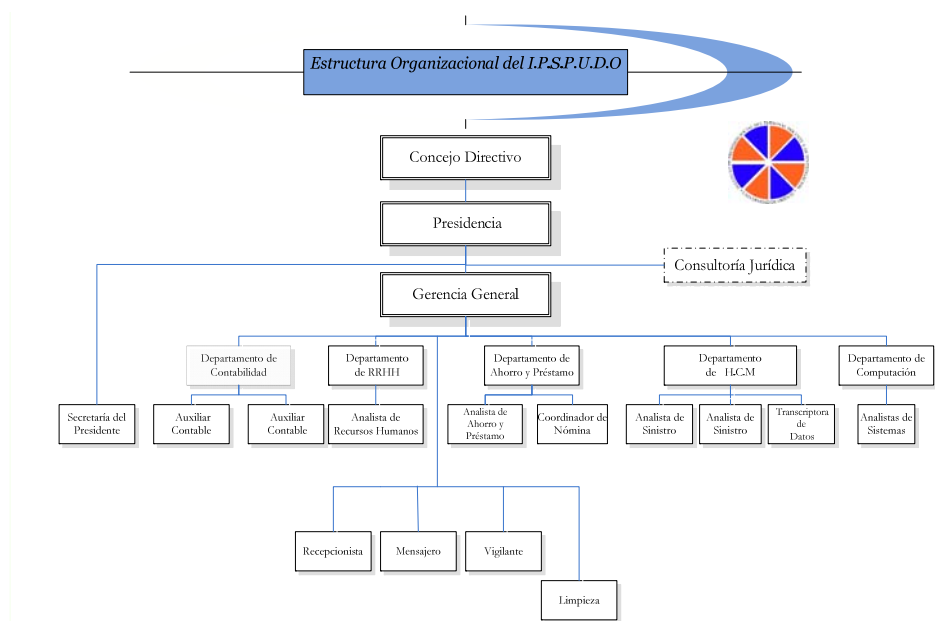 Estructura Organizacional del I.P.S.P.U.D.O
Concejo Directivo
Presidencia
Consultoría Jurídica
Gerencia General
Departamento de
Contabilidad
Departamento
de RRHH
Departamento de
Ahorro y Préstamo
Departamento
de H.C.M
Departamento de
Computación
Secretaría del
Presidente
Auxiliar
Contable
Auxiliar
Contable
Analista de
Recursos Humanos
Analista de
Ahorro y
Préstamo
Coordinador de
Nómina
Analista de
Sinistro
Analista de
Sinistro
Transcriptora
de
Datos
Analistas de
Sistemas
Recepcionista
Mensajero
Vigilante
Limpieza